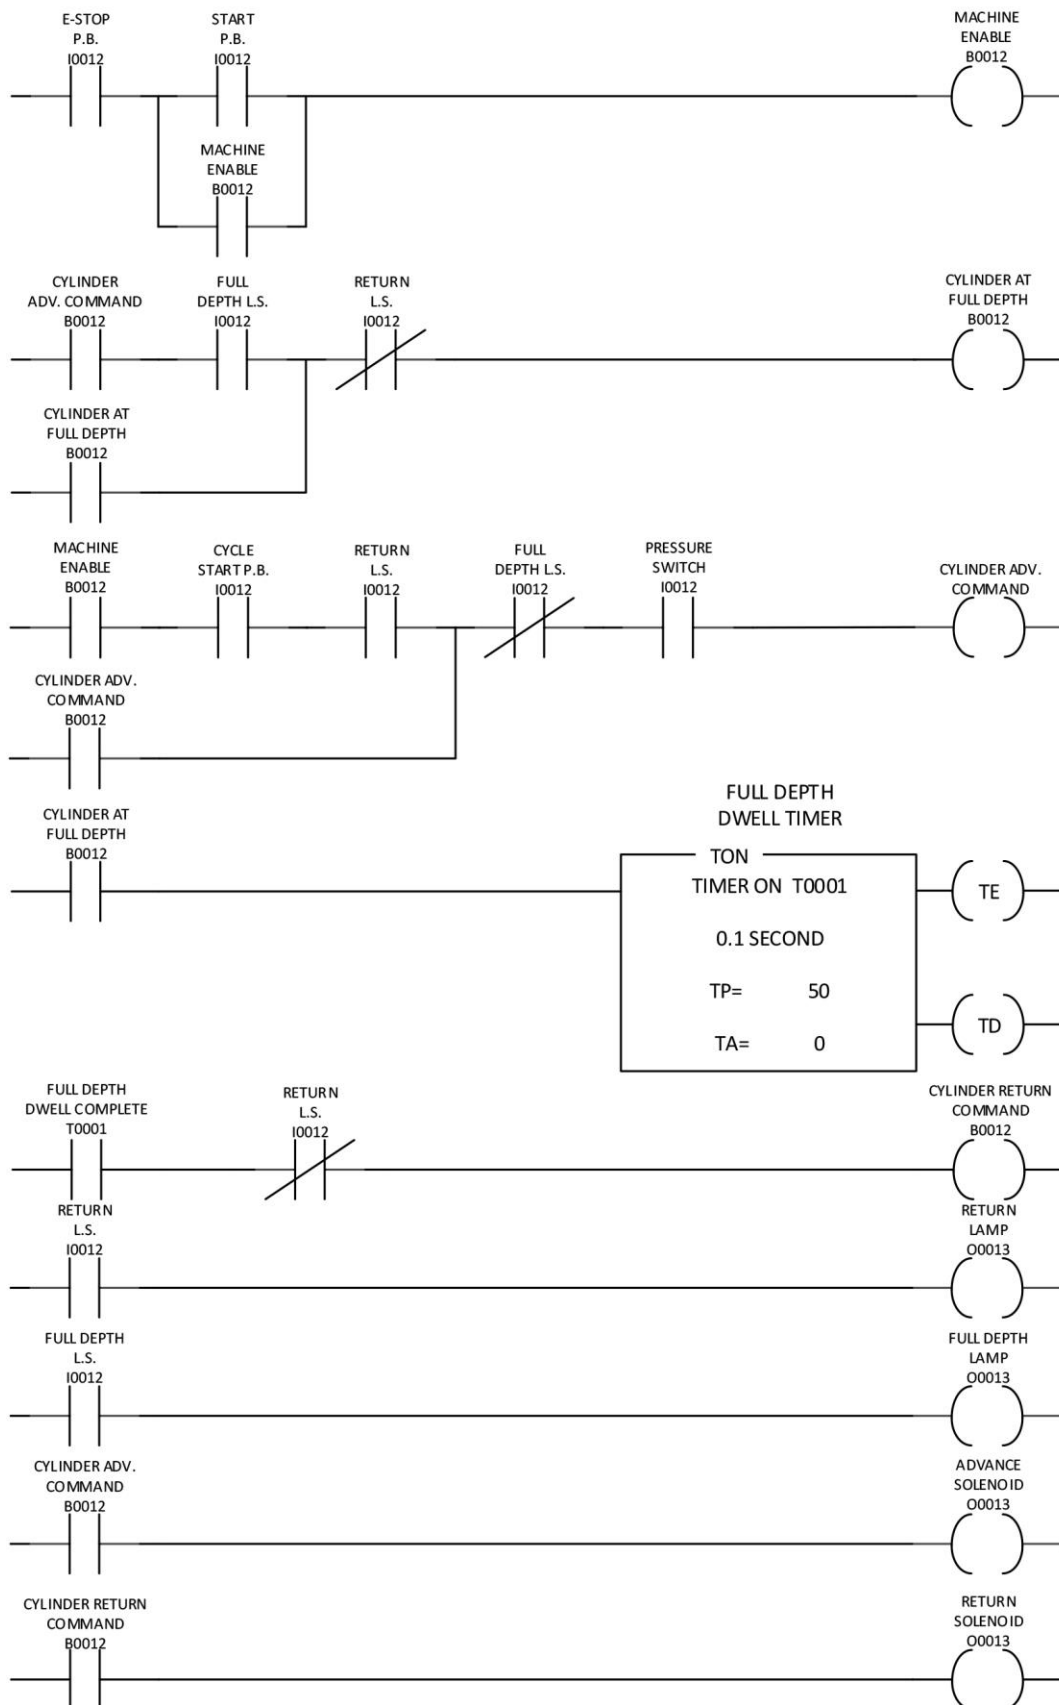 E-STOP
P.B.
I0012
START
P.B.
I0012
MACHINE
ENABLE
B0012
MACHINE
ENABLE
B0012
CYLINDER
ADV. COMMAND
B0012
FULL
DEPTH L.S.
I0012
RETURN
L.S.
I0012
CYLINDER AT
FULL DEPTH
B0012
CYLINDER AT
FULL DEPTH
B0012
MACHINE
ENABLE
B0012
CYCLE
START P.B.
I0012
RETURN
L.S.
I0012
FULL
DEPTH L.S.
I0012
PRESSURE
SWITCH
I0012
CYLINDER ADV.
COMMAND
CYLINDER ADV.
COMMAND
B0012
CYLINDER AT
FULL DEPTH
B0012
FULL DEPTH
DWELL TIMER
TON
TIMER ON T0001
0.1 SECOND
TP= 50
TA= 0
TE
TD
FULL DEPTH
DWELL COMPLETE
T0001
RETURN
L.S.
I0012
CYLINDER RETURN
COMMAND
B0012
RETURN
L.S.
I0012
RETURN
LAMP
O0013
FULL DEPTH
L.S.
I0012
FULL DEPTH
LAMP
O0013
CYLINDER ADV.
COMMAND
B0012
ADVANCE
SOLENOID
O0013
CYLINDER RETURN
COMMAND
B0012
RETURN
SOLENOID
O0013